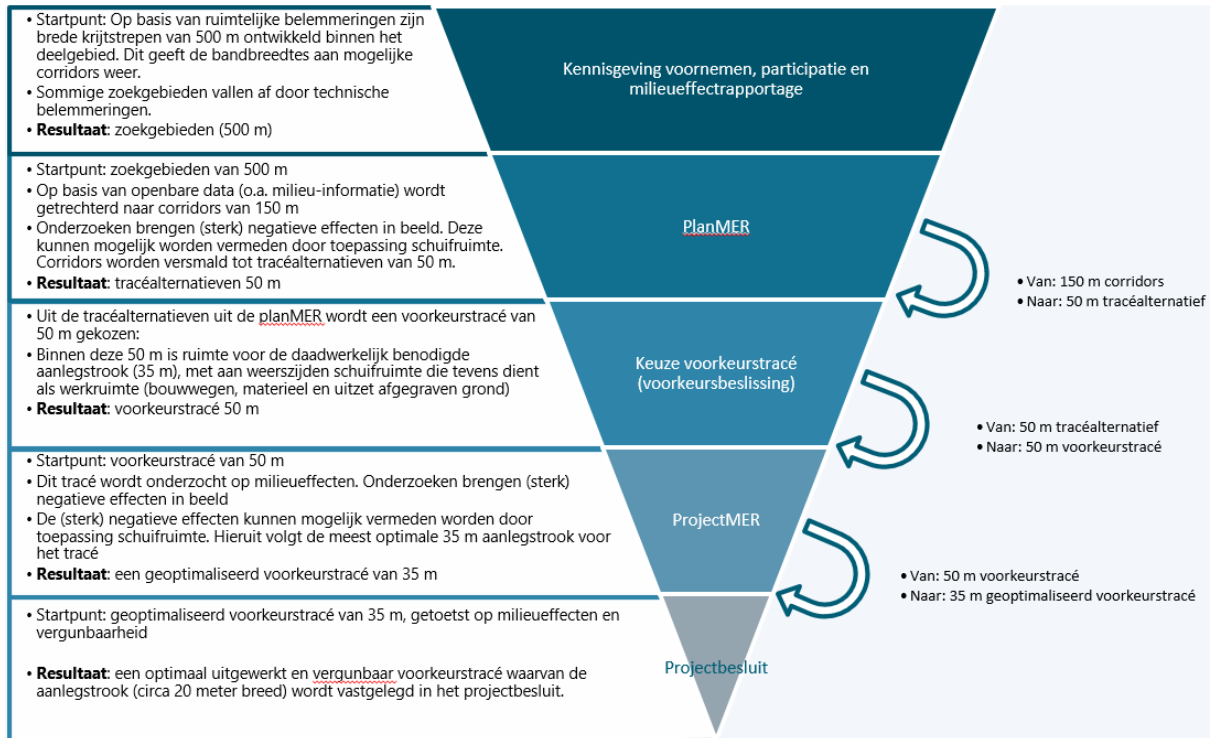 • Startpunt: Op basis van ruimtelijke belemmeringen zijn
brede krijtstrepen van 500 m ontwikkeld binnen het
deelgebied. Dit geeft de bandbreedtes aan mogelijke
corridors weer.
• Sommige zoekgebieden vallen af door technische
belemmeringen.
• Resultaat: zoekgebieden (500 m)
Kennisgeving voornemen, participatie en
milieueffectrapportage
• Startpunt: zoekgebieden van 500 m
• Op basis van openbare data (o.a. milieu-informatie) wordt
getrechterd naar corridors van 150 m
• Onderzoeken brengen (sterk) negatieve effecten in beeld. Deze
kunnen mogelijk worden vermeden door toepassing schuifruimte.
Corridors worden versmald tot tracéalternatieven van 50 m.
• Resultaat: tracéalternatieven 50 m
PlanMER
• Van: 150 m corridors
• Naar: 50 m tracéalternatief
• Uit de tracéalternatieven uit de planMER wordt een voorkeurstracé van
50 m gekozen:
• Binnen deze 50 m is ruimte voor de daadwerkelijk benodigde
aanlegstrook (35 m), met aan weerszijden schuifruimte die tevens dient
als werkruimte (bouwwegen, materieel en uitzet afgegraven grond)
• Resultaat: voorkeurstracé 50 m
Keuze voorkeurstracé
(voorkeursbeslissing)
• Van: 50 m tracéalternatief
• Naar: 50 m voorkeurstracé
• Startpunt: voorkeurstracé van 50 m
• Dit tracé wordt onderzocht op milieueffecten. Onderzoeken brengen (sterk)
negatieve effecten in beeld
• De (sterk) negatieve effecten kunnen mogelijk vermeden worden door
toepassing schuifruimte. Hieruit volgt de meest optimale 35 m aanlegstrook voor
het tracé
• Resultaat: een geoptimaliseerd voorkeurstracé van 35 m
ProjectMER
• Van: 50 m voorkeurstracé
• Naar: 35 m geoptimaliseerd voorkeurstracé
• Startpunt: geoptimaliseerd voorkeurstracé van 35 m, getoetst op milieueffecten en
vergunbaarheid
• Resultaat: een optimaal uitgewerkt en vergunbaar voorkeurstracé waarvan de
aanlegstrook (circa 20 meter breed) wordt vastgelegd in het projectbesluit.
Projectbesluit